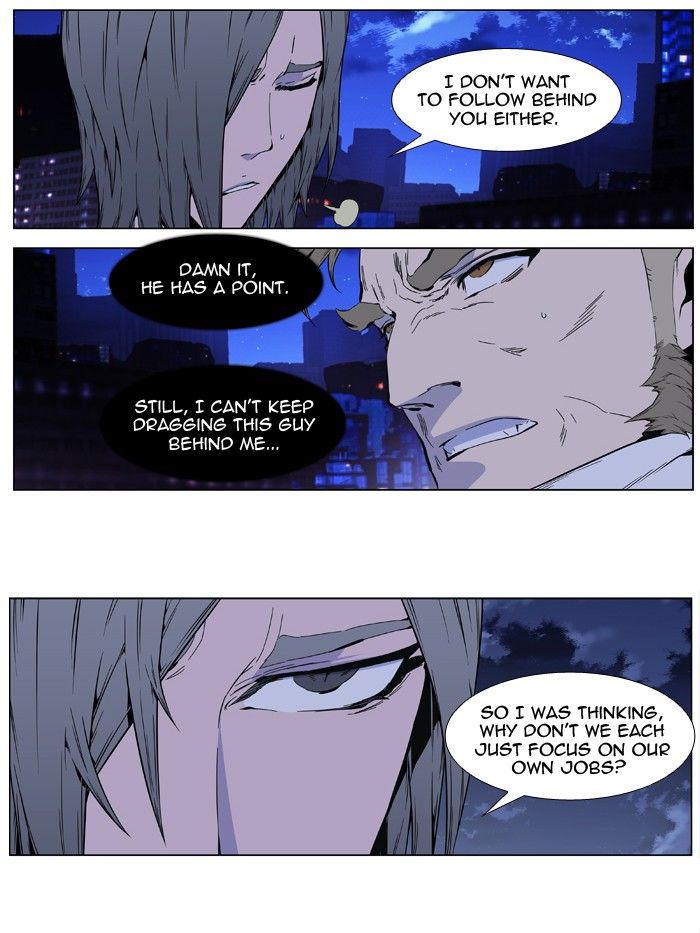 I DON'T WANT
TO FOLLOW BEHIND
YOU EITHER.
DAMN IT,
HE HAS A POINT.
STILL, I CAN'T KEEP
DRAGGING THIS GUY
BEHIND ME...
SO I WAS THINKING,
WHY DON'T WE EACH
JUST FOCUS ON OUR
OWN JOBS?